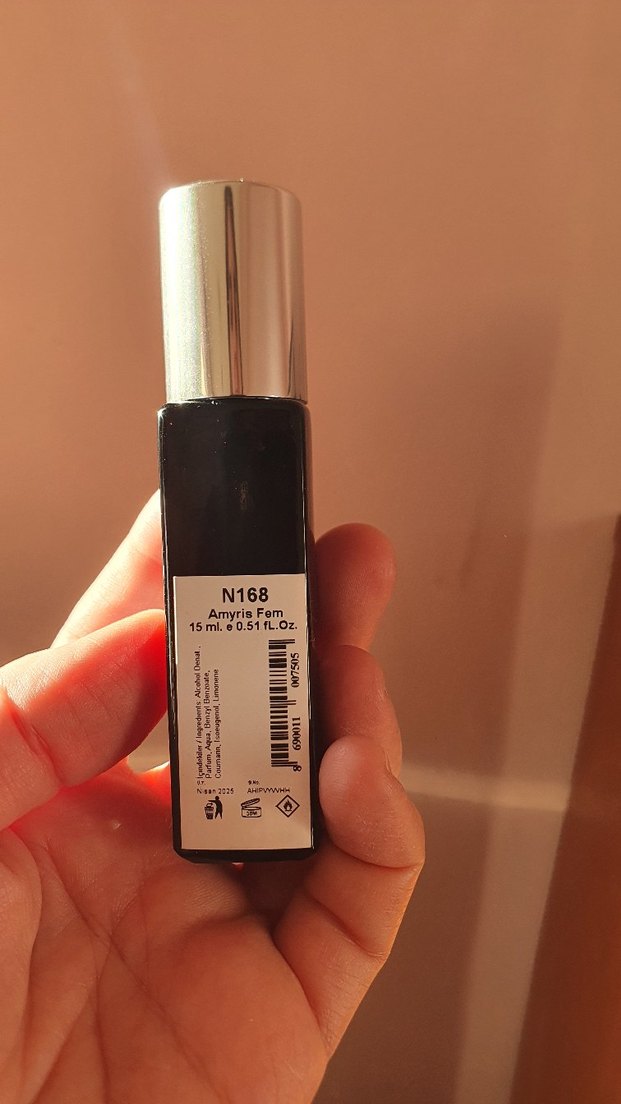 N168
Amyris Fem
15 ml. e 0.51 fL.Oz.
İçindekiler / Ingredients: Alcohol Denat.,
Parfum, Aqua, Benzyl Benzoate,
Coumarin, Isoeugenol, Limonene
8 690011 007505
Nisan 2025